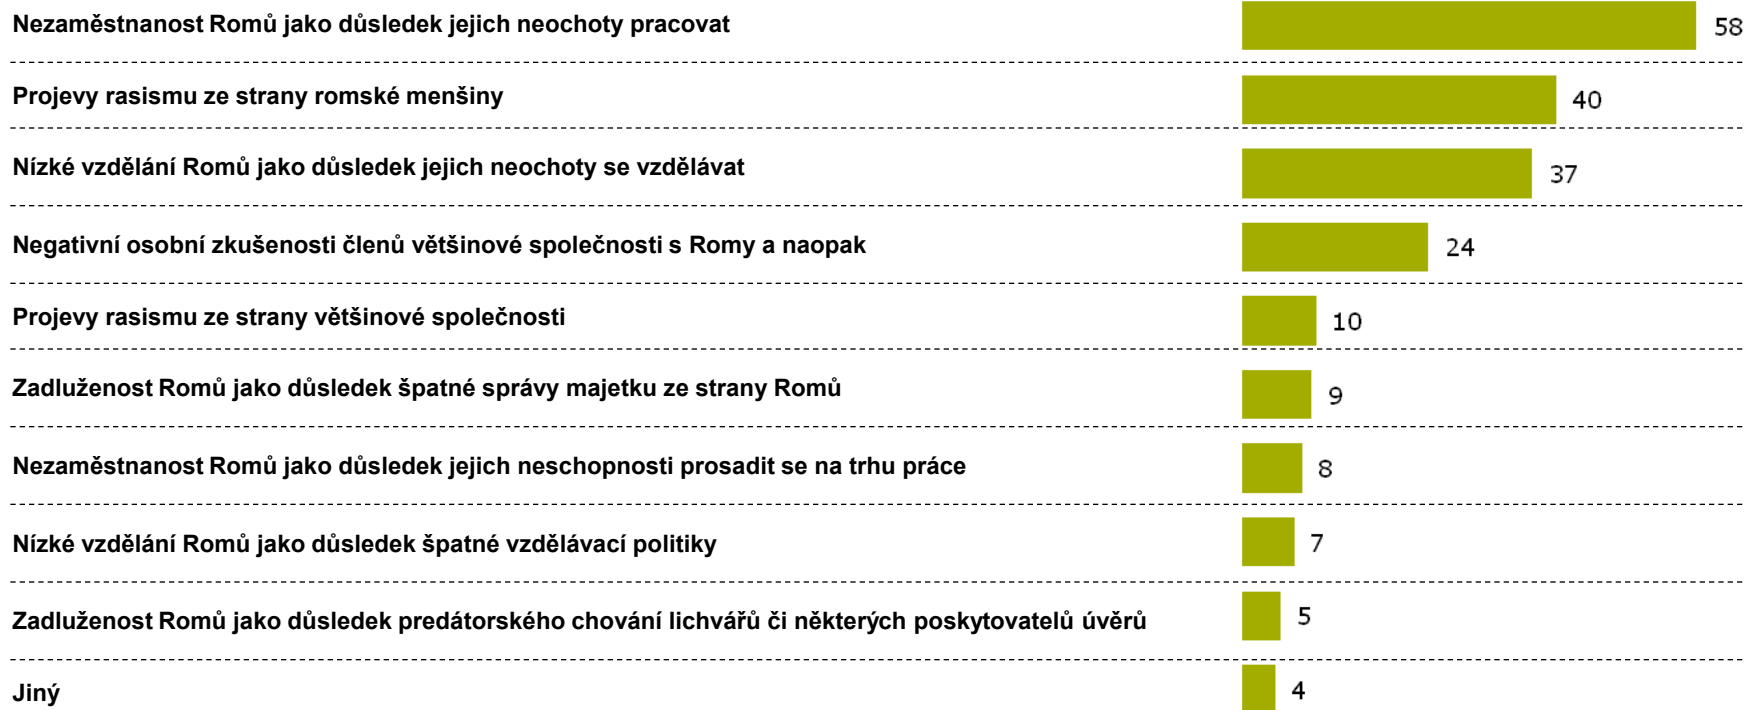 Nezaměstnanost Romů jako důsledek jejich neochoty pracovat 58
Projevy rasismu ze strany romské menšiny 40
Nízké vzdělání Romů jako důsledek jejich neochoty se vzdělávat 37
Negativní osobní zkušenosti členů většinové společnosti s Romy a naopak 24
Projevy rasismu ze strany většinové společnosti 10
Zadluženost Romů jako důsledek špatné správy majetku ze strany Romů 9
Nezaměstnanost Romů jako důsledek jejich neschopnosti prosadit se na trhu práce 8
Nízké vzdělání Romů jako důsledek špatné vzdělávací politiky 7
Zadluženost Romů jako důsledek predátorského chování lichvářů či některých poskytovatelů úvěrů 5
Jiný 4